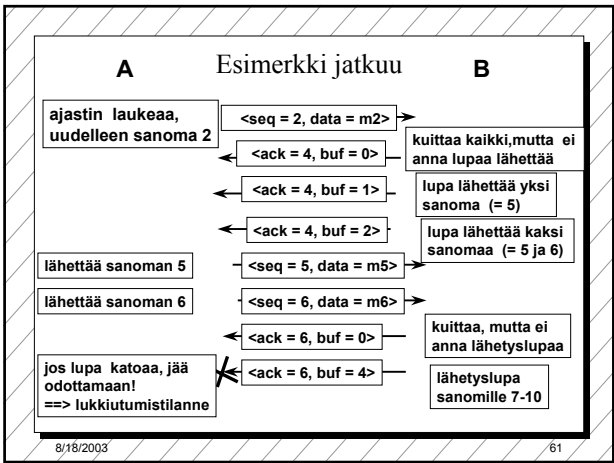 A Esimerkki jatkuu B
ajastin laukeaa,
uudelleen sanoma 2
<seq = 2, data = m2>
kuittaa kaikki,mutta ei
anna lupaa lähettää
<ack = 4, buf = 0>
<ack = 4, buf = 1>
lupa lähettää yksi
sanoma (= 5)
<ack = 4, buf = 2>
lupa lähettää kaksi
sanomaa (= 5 ja 6)
lähettää sanoman 5
<seq = 5, data = m5>
lähettää sanoman 6
<seq = 6, data = m6>
<ack = 6, buf = 0>
kuittaa, mutta ei
anna lähetyslupaa
jos lupa katoaa, jää
odottamaan!
==> lukkiutumistilanne
<ack = 6, buf = 4>
lähetyslupa
sanomille 7-10
8/18/2003 61